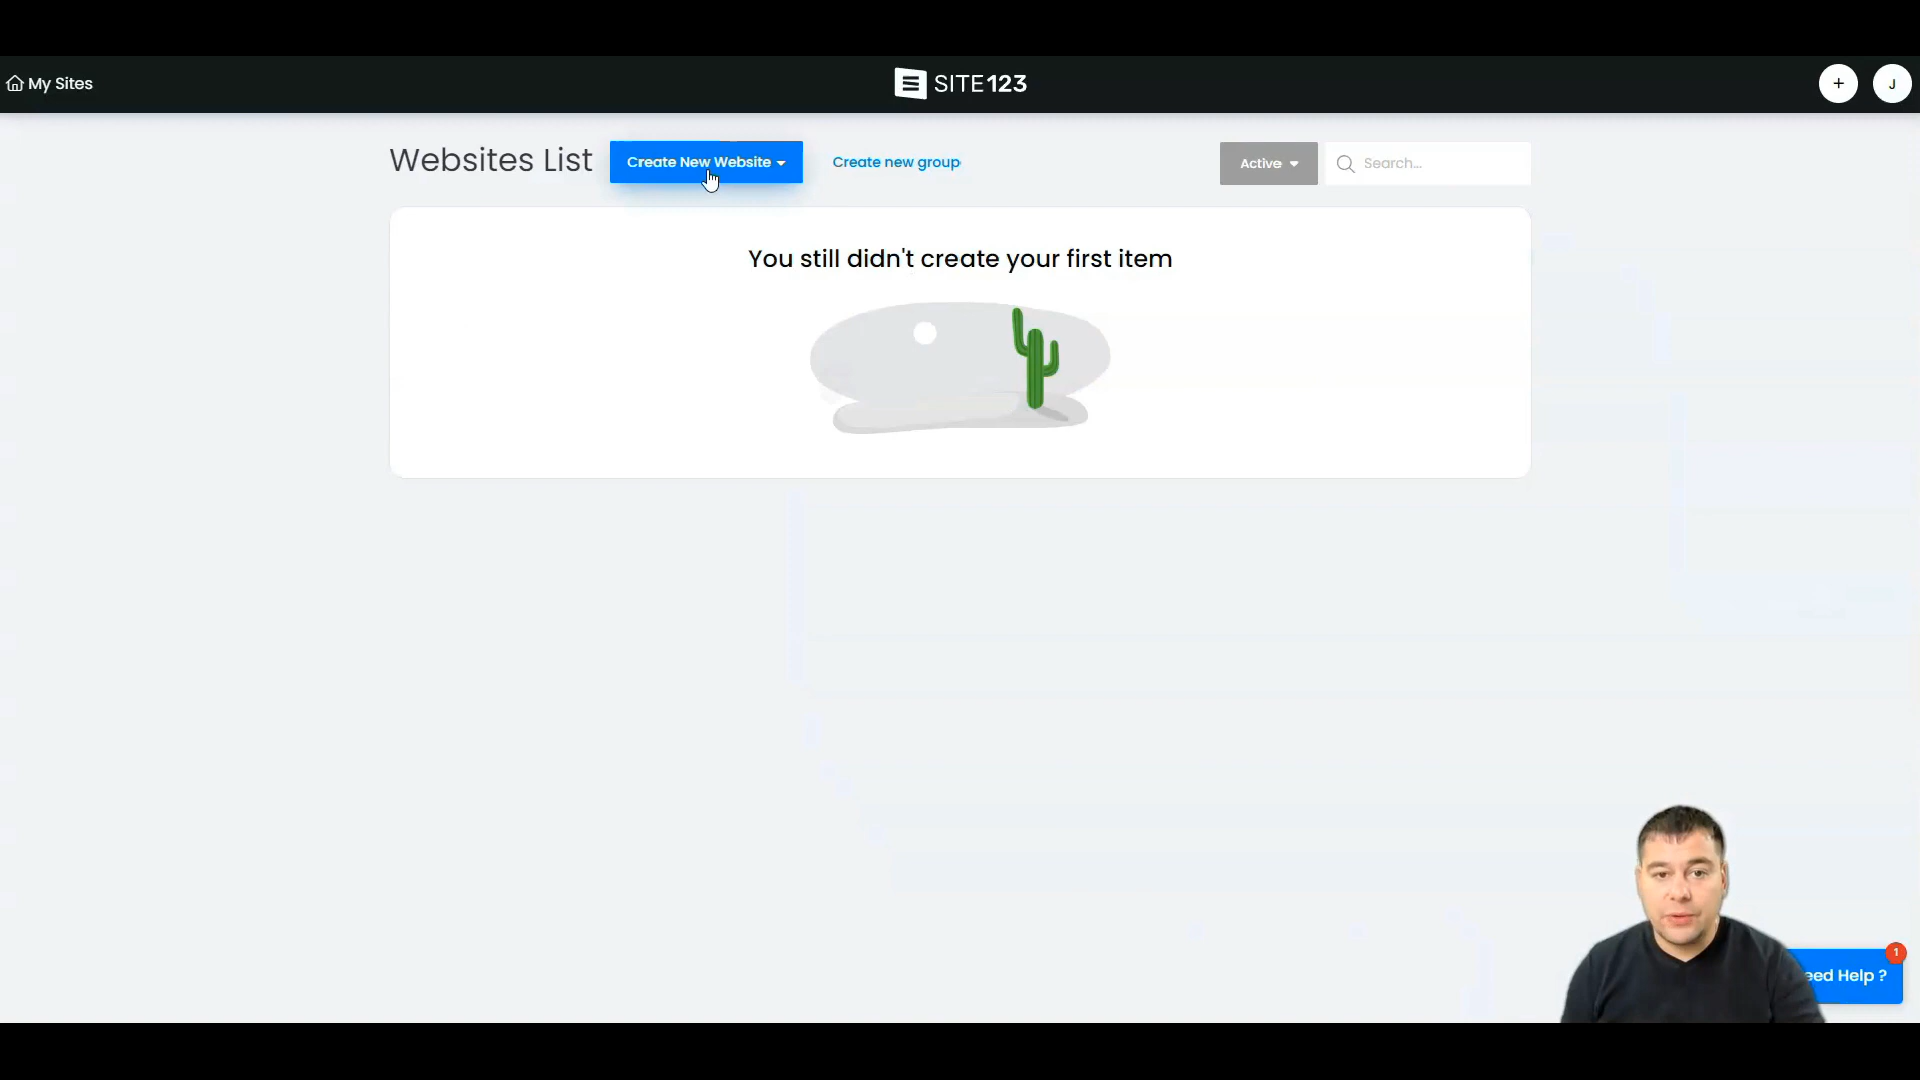 My Sites
SITE123
+
J
Websites List
Create New Website
Create new group
Active
Search...
You still didn't create your first item
1
eed Help ?